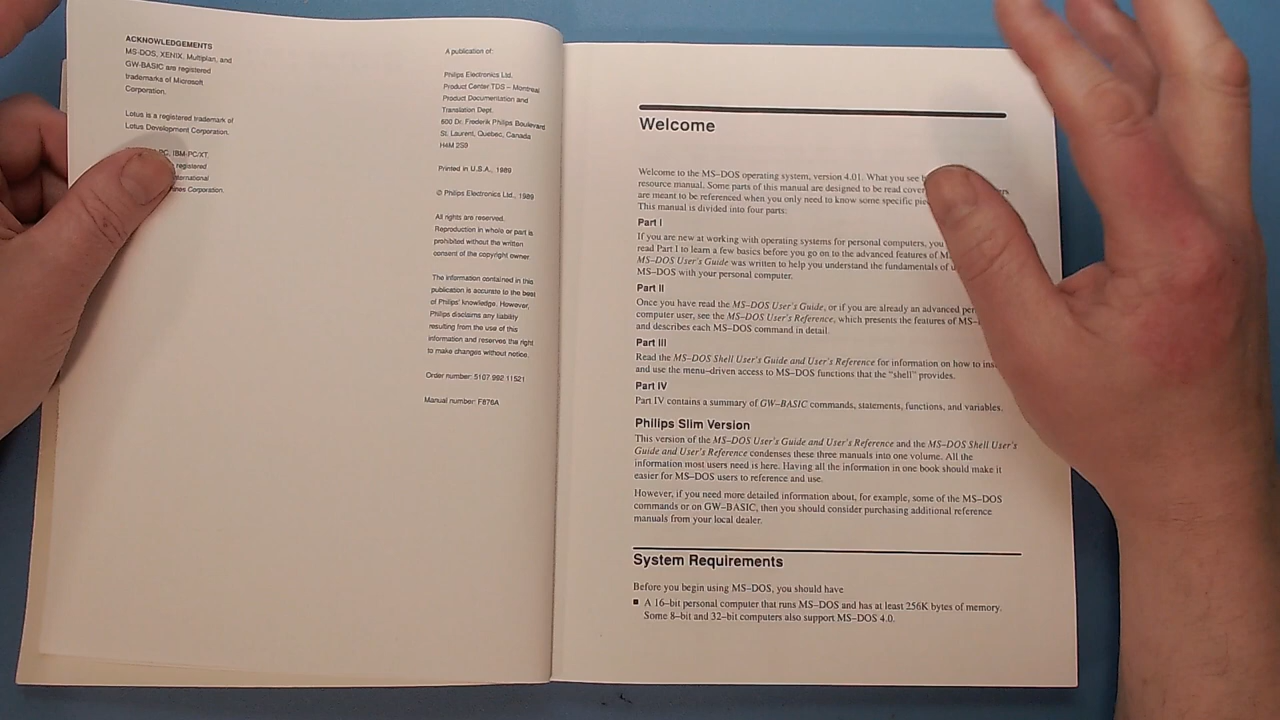 ACKNOWLEDGEMENTS
MS-DOS, XENIX, Multiplan, and
GW-BASIC are registered
trademarks of Microsoft
Corporation.
Lotus is a registered trademark of
Lotus Development Corporation.
PC, IBM-PC/XT,
registered
Corporation.
A publication of:
Philips Electronics Ltd.
Product Center TDS – Montreal
Product Documentation and
Translation Dept.
600 Dr. Frederik Philips Boulevard
St. Laurent, Quebec, Canada
H4M 2S9
Printed in U.S.A., 1989
© Philips Electronics Ltd., 1989
All rights are reserved.
Reproduction in whole or part is
prohibited without the written
consent of the copyright owner
The information contained in this
publication is accurate to the best
of Philips' knowledge. However,
Philips disclaims any liability
resulting from the use of this
information and reserves the right
to make changes without notice.
Order number: 5107 992 11521
Manual number: F876A
Welcome
Welcome to the MS–DOS operating system, version 4.01. What you see
resource manual. Some parts of this manual are designed to be read
are meant to be referenced when you only need to know some specific
This manual is divided into four parts:
Part I
If you are new at working with operating systems for personal computers, you
read Part I to learn a few basics before you go on to the advanced features of
MS–DOS User's Guide was written to help you understand the fundamentals of
MS–DOS with your personal computer.
Part II
Once you have read the MS–DOS User's Guide, or if you are already an advanced
computer user, see the MS–DOS User's Reference, which presents the features of
and describes each MS–DOS command in detail.
Part III
Read the MS–DOS Shell User's Guide and User's Reference for information on how to
and use the menu–driven access to MS–DOS functions that the “shell” provides.
Part IV
Part IV contains a summary of GW–BASIC commands, statements, functions, and variables.
Philips Slim Version
This version of the MS–DOS User's Guide and User's Reference and the MS–DOS Shell User's
Guide and User's Reference condenses these three manuals into one volume. All the
information most users need is here. Having all the information in one book should make it
easier for MS–DOS users to reference and use.
However, if you need more detailed information about, for example, some of the MS–DOS
commands or on GW–BASIC, then you should consider purchasing additional reference
manuals from your local dealer.
System Requirements
Before you begin using MS–DOS, you should have
■ A 16–bit personal computer that runs MS–DOS and has at least 256K bytes of memory.
Some 8–bit and 32–bit computers also support MS–DOS 4.0.